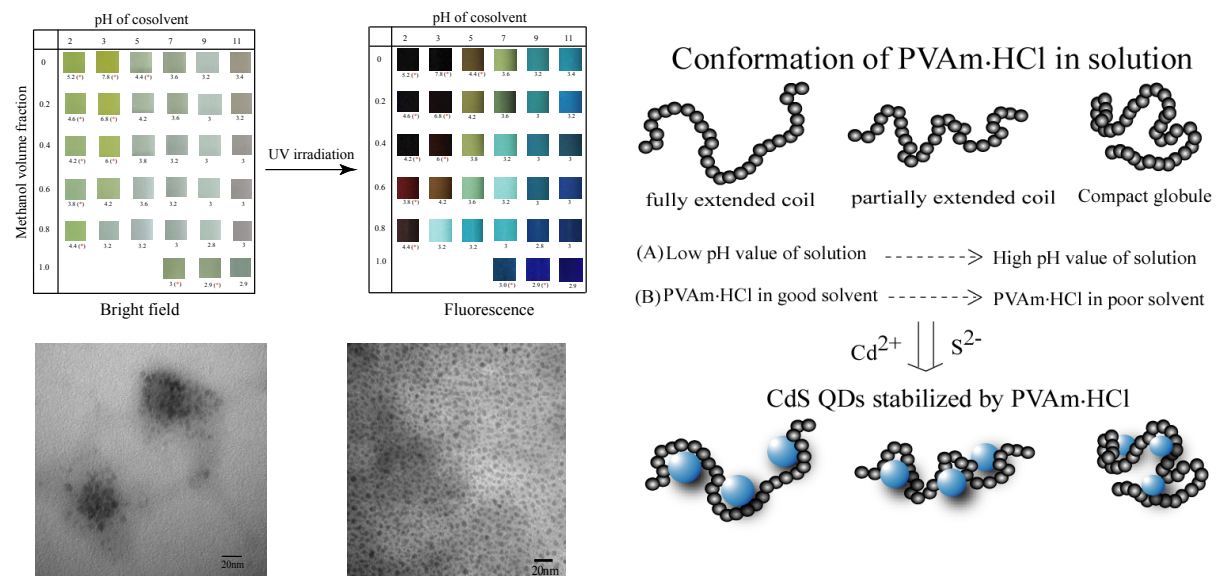 pH of cosolvent
2 3 5 7 9 11
Methanol volume fraction
0
5.2 (*) 7.8 (*) 4.4 (*) 3.6 3.2 3.4
0.2
4.6 (*) 6.8 (*) 4.2 3.6 3 3.2
0.4
4.2 (*) 6 (*) 3.8 3.2 3 3
0.6
3.8 (*) 4.2 3.6 3.2 3 3
0.8
4.4 (*) 3.2 3.2 3 2.8 3
1.0
3 (*) 2.9 (*) 2.9
Bright field
UV irradiation
pH of cosolvent
2 3 5 7 9 11
5.2 (*) 7.8 (*) 4.4 (*) 3.6 3.2 3.4
4.6 (*) 6.8 (*) 4.2 3.6 3 3.2
4.2 (*) 6 (*) 3.8 3.2 3 3
3.8 (*) 4.2 3.6 3.2 3 3
4.4 (*) 3.2 3.2 3 2.8 3
3.0 (*) 2.9 (*) 2.9
Fluorescence
20nm
20nm
Conformation of PVAm·HCl in solution
fully extended coil
partially extended coil
Compact globule
(A) Low pH value of solution High pH value of solution
(B) PVAm·HCl in good solvent PVAm·HCl in poor solvent
Cd2+ S2-
CdS QDs stabilized by PVAm·HCl